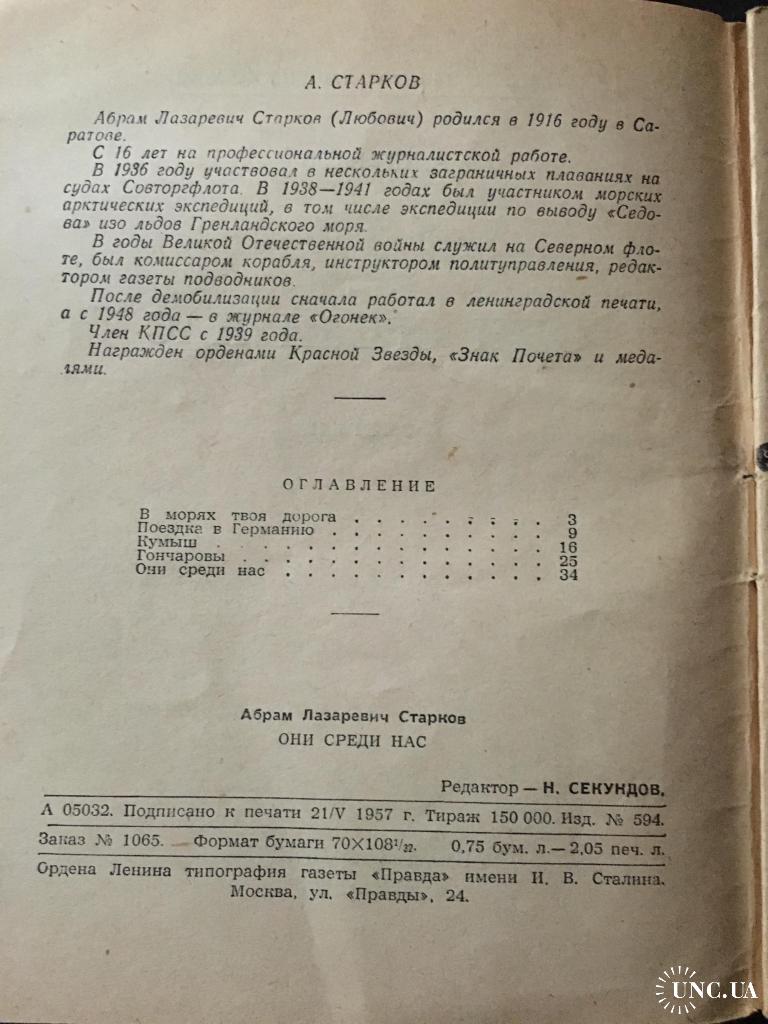 А. СТАРКОВ
Абрам Лазаревич Старков (Любович) родился в 1916 году в Са-
ратове.
С 16 лет на профессиональной журналистской работе.
В 1936 году участвовал в нескольких заграничных плаваниях на
судах Совторгфлота. В 1938—1941 годах был участником морских
арктических экспедиций, в том числе экспедиции по выводу «Седо-
ва» изо льдов Гренландского моря.
В годы Великой Отечественной войны служил на Северном фло-
те, был комиссаром корабля, инструктором политуправления, редак-
тором газеты подводников.
После демобилизации сначала работал в ленинградской печати,
а с 1948 года — в журнале «Огонек».
Член КПСС с 1939 года.
Награжден орденами Красной Звезды, «Знак Почета» и меда-
лями.
ОГЛАВЛЕНИЕ
В морях твоя дорога . . . . . . . . . 3
Поездка в Германию . . . . . . . . . . 9
Кумыш . . . . . . . . . . . . . . 16
Гончаровы . . . . . . . . . . . . . . 25
Они среди нас . . . . . . . . . . . . 34
Абрам Лазаревич Старков
ОНИ СРЕДИ НАС
Редактор — Н. СЕКУНДОВ.
А 05032. Подписано к печати 21/V 1957 г. Тираж 150 000. Изд. № 594.
Заказ № 1065. Формат бумаги 70×108¹/₃₂. 0,75 бум. л.— 2,05 печ. л.
Ордена Ленина типография газеты «Правда» имени И. В. Сталина.
Москва, ул. «Правды», 24.
UNC.UA